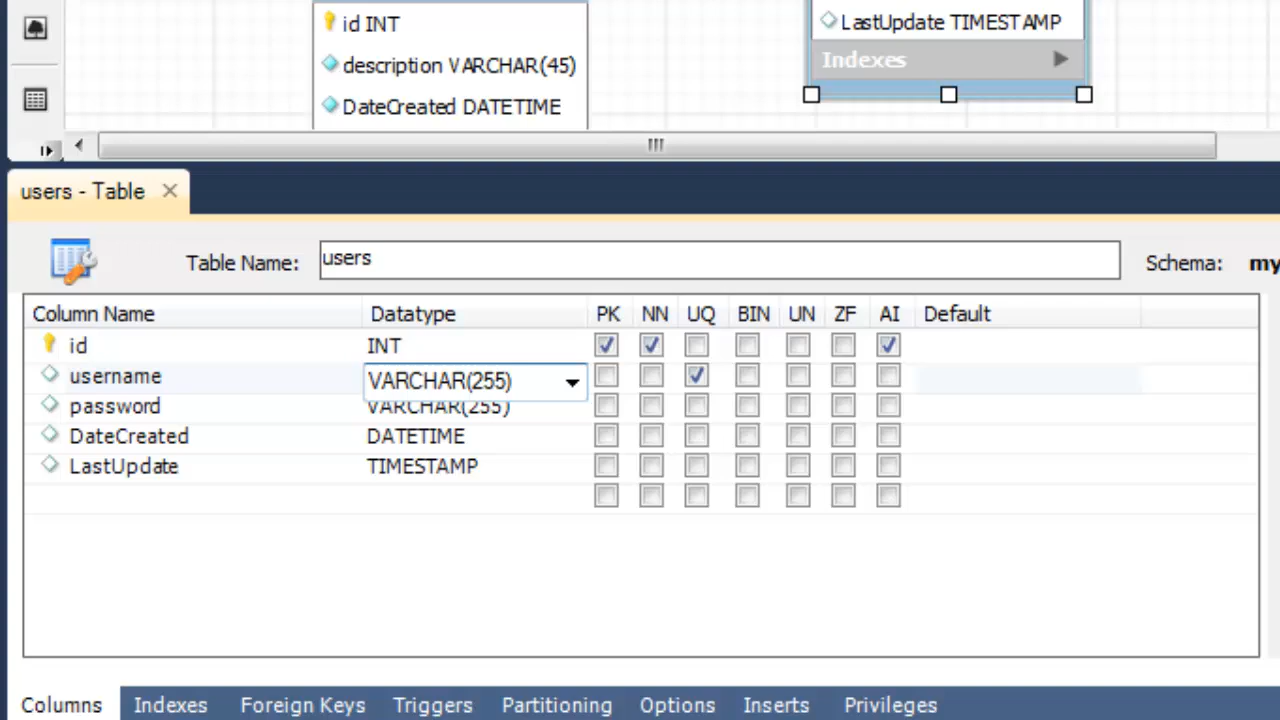 id INT
description VARCHAR(45)
DateCreated DATETIME
LastUpdate TIMESTAMP
Indexes
users - Table
Table Name: users Schema: my
Column Name Datatype PK NN UQ BIN UN ZF AI Default
id INT
username VARCHAR(255)
password VARCHAR(255)
DateCreated DATETIME
LastUpdate TIMESTAMP
Columns Indexes Foreign Keys Triggers Partitioning Options Inserts Privileges